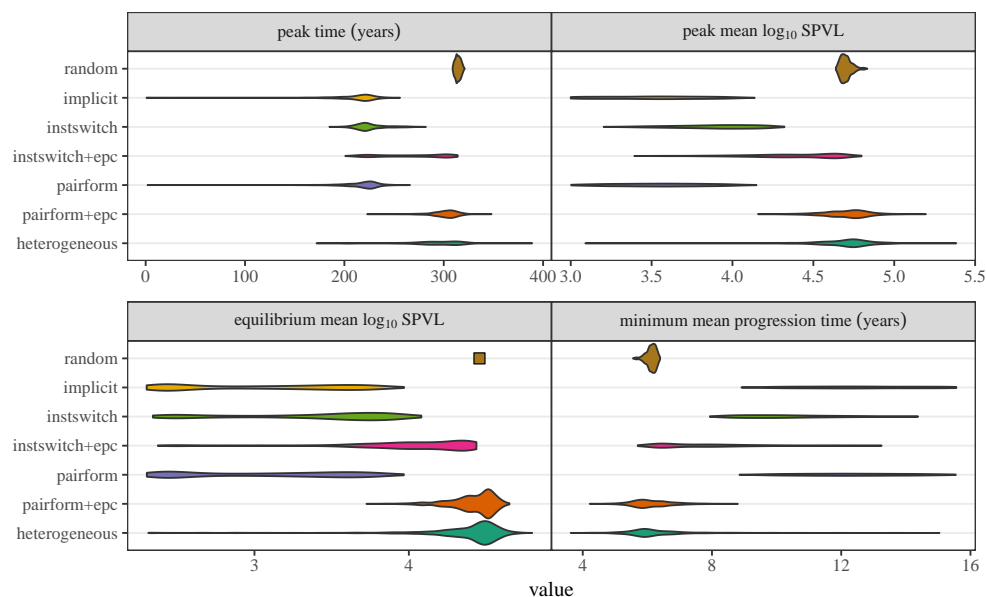 peak time (years)
peak mean log₁₀ SPVL
random
implicit
instswitch
instswitch+epc
pairform
pairform+epc
heterogeneous
0 100 200 300 400 3.0 3.5 4.0 4.5 5.0 5.5
equilibrium mean log₁₀ SPVL
minimum mean progression time (years)
random
implicit
instswitch
instswitch+epc
pairform
pairform+epc
heterogeneous
3 4 4 8 12 16
value